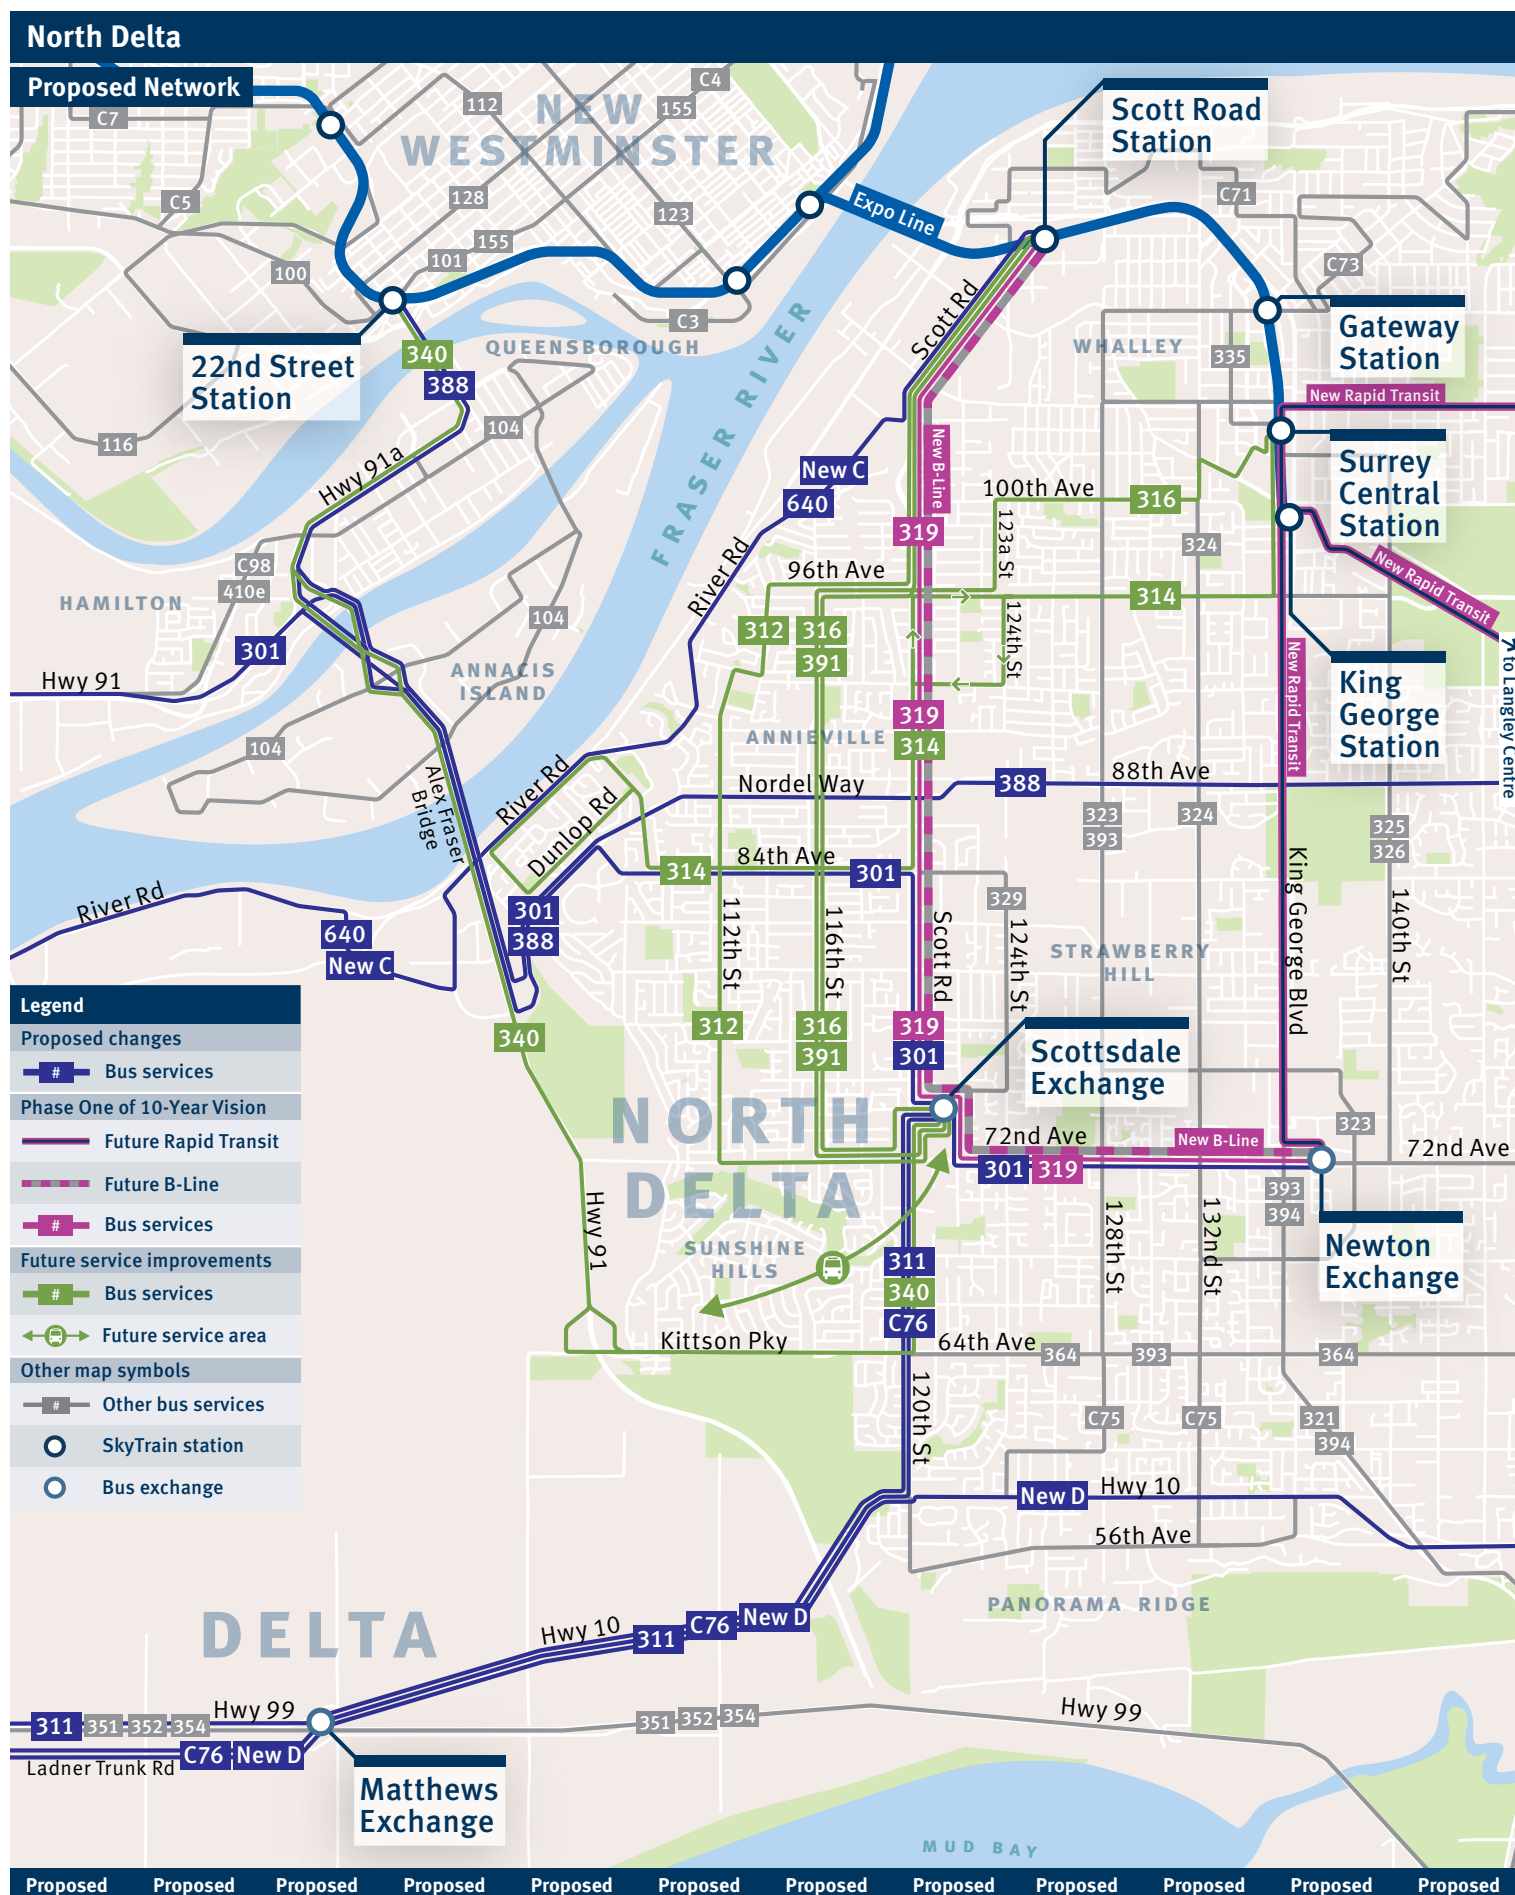 North Delta
Proposed Network
C7
C4
112
155
NEW
WESTMINSTER
Scott Road
Station
C5
128
123
C71
Expo Line
155
101
100
C73
C3
Scott Rd
22nd Street
Station
340
388
QUEENSBOROUGH
FRASER RIVER
WHALLEY
335
Gateway
Station
New Rapid Transit
116
104
Hwy 91a
New C
640
New B-Line
Surrey
Central
Station
100th Ave
316
319
123a St
324
C98
410e
HAMILTON
96th Ave
River Rd
New Rapid Transit
314
104
124th St
312
316
391
301
Hwy 91
ANNACIS
ISLAND
to Langley Centre
King
George
Station
New Rapid Transit
319
314
ANNIEVILLE
104
Alex Fraser
Bridge
River Rd
Dunlop Rd
Nordel Way
388
88th Ave
323
393
324
325
326
84th Ave
314
301
King George Blvd
140th St
River Rd
640
New C
301
388
112th St
116th St
Scott Rd
329
124th St
STRAWBERRY
HILL
Legend
Proposed changes
# Bus services
Phase One of 10-Year Vision
Future Rapid Transit
Future B-Line
# Bus services
Future service improvements
# Bus services
Future service area
Other map symbols
# Other bus services
SkyTrain station
Bus exchange
340
312
316
391
319
301
Scottsdale
Exchange
NORTH
DELTA
72nd Ave
New B-Line
323
72nd Ave
301
319
393
394
Newton
Exchange
Hwy 91
SUNSHINE
HILLS
311
340
C76
128th St
132nd St
Kittson Pky
64th Ave
364
393
364
120th St
C75
C75
321
394
New D
Hwy 10
56th Ave
PANORAMA RIDGE
DELTA
Hwy 10
311
C76
New D
Hwy 99
311
351
352
354
351
352
354
Hwy 99
C76
New D
Ladner Trunk Rd
Matthews
Exchange
MUD BAY
Proposed Proposed Proposed Proposed Proposed Proposed Proposed Proposed Proposed Proposed Proposed Proposed